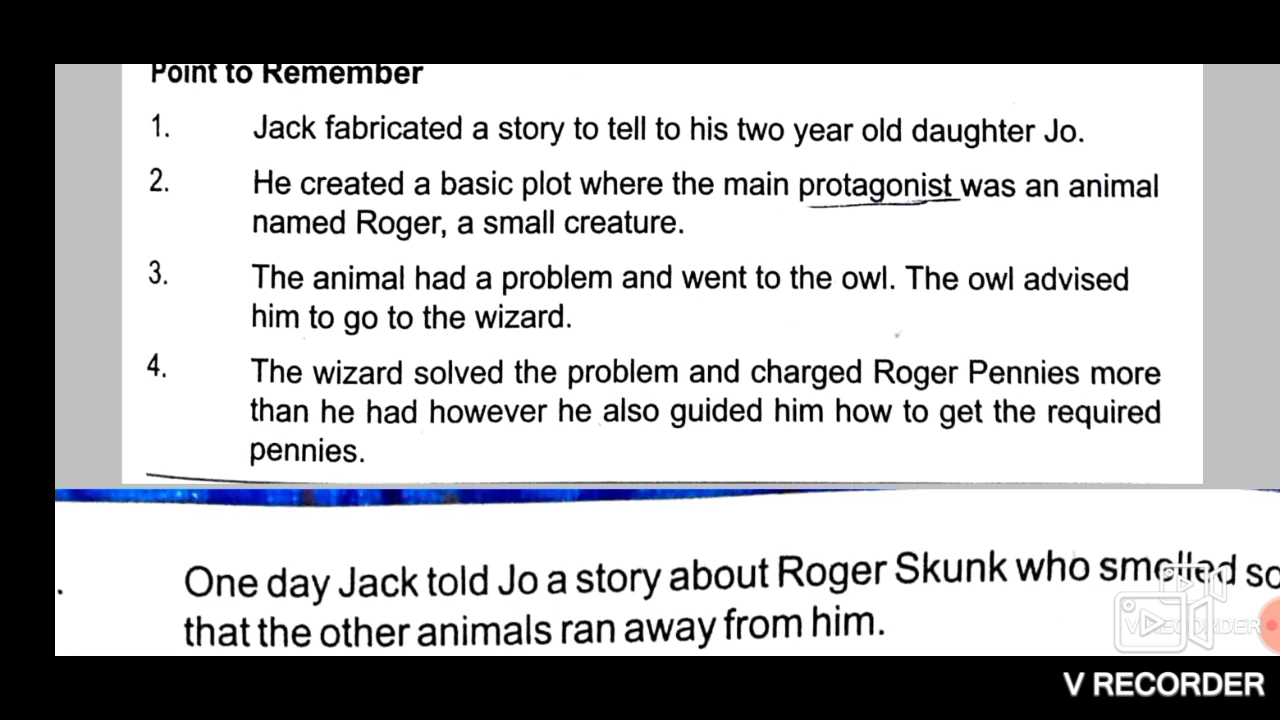 Point to Remember
1. Jack fabricated a story to tell to his two year old daughter Jo.
2. He created a basic plot where the main protagonist was an animal
named Roger, a small creature.
3. The animal had a problem and went to the owl. The owl advised
him to go to the wizard.
4. The wizard solved the problem and charged Roger Pennies more
than he had however he also guided him how to get the required
pennies.
. One day Jack told Jo a story about Roger Skunk who smelled so
that the other animals ran away from him.
V RECORDER
V RECORDER